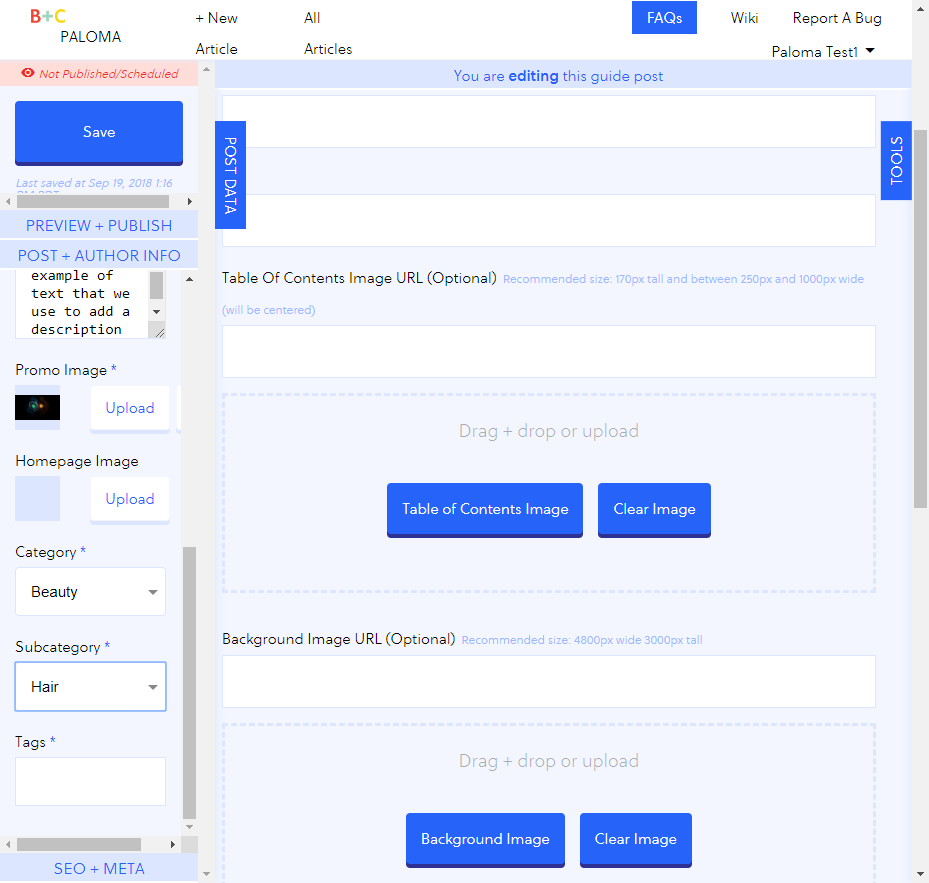 B+C
PALOMA
+ New
Article
All
Articles
FAQs
Wiki
Report A Bug
Paloma Test1
Not Published/Scheduled
Save
Last saved at Sep 19, 2018 1:16
PREVIEW + PUBLISH
POST + AUTHOR INFO
example of
text that we
use to add a
description
Promo Image *
Upload
Homepage Image
Upload
Category *
Beauty
Subcategory *
Hair
Tags *
SEO + META
You are editing this guide post
POST DATA
TOOLS
Table Of Contents Image URL (Optional) Recommended size: 170px tall and between 250px and 1000px wide
(will be centered)
Drag + drop or upload
Table of Contents Image
Clear Image
Background Image URL (Optional) Recommended size: 4800px wide 3000px tall
Drag + drop or upload
Background Image
Clear Image